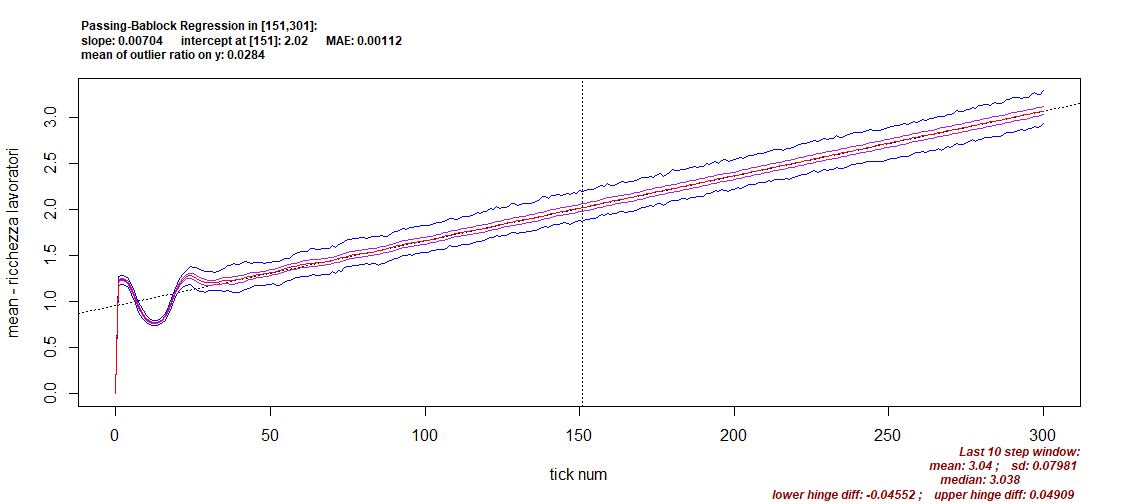 Passing-Bablock Regression in [151,301]:
slope: 0.00704 intercept at [151]: 2.02 MAE: 0.00112
mean of outlier ratio on y: 0.0284
mean - ricchezza lavoratori
3.0
2.5
2.0
1.5
1.0
0.5
0.0
0 50 100 150 200 250 300
tick num
Last 10 step window:
mean: 3.04 ; sd: 0.07981
median: 3.038
lower hinge diff: -0.04552 ; upper hinge diff: 0.04909